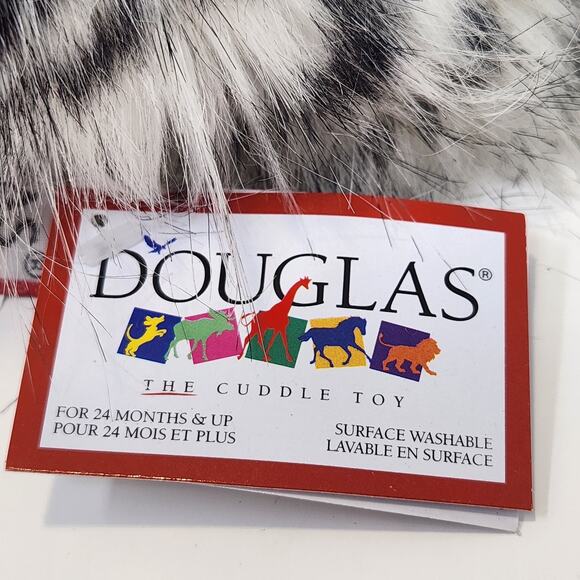 DOUGLAS®
THE CUDDLE TOY
FOR 24 MONTHS & UP
POUR 24 MOIS ET PLUS
SURFACE WASHABLE
LAVABLE EN SURFACE